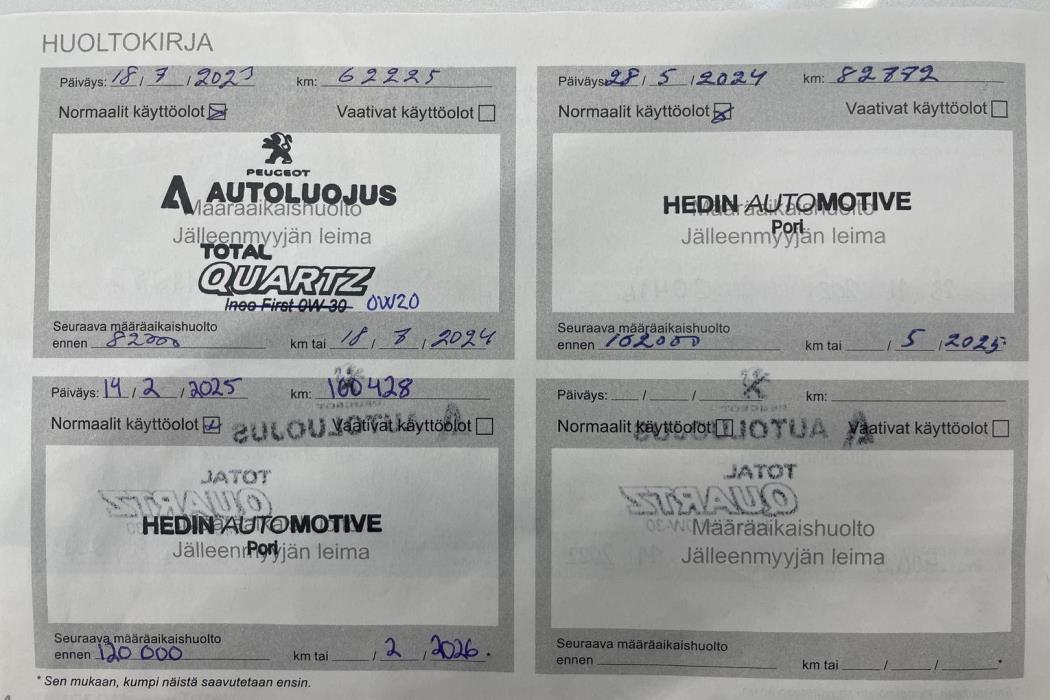 HUOLTOKIRJA
Päiväys: 18 / 7 / 2023 km: 62225
Normaalit käyttöolot Vaativat käyttöolot
PEUGEOT
AUTOLUOJUS
Määräaikaishuolto
Jälleenmyyjän leima
TOTAL
QUARTZ
Ineo First 0W-30 0W20
Seuraava määräaikaishuolto
ennen 82000 km tai 18 / 7 / 2024
Päiväys: 28 / 5 / 2024 km: 82772
Normaalit käyttöolot Vaativat käyttöolot
HEDIN AUTOMOTIVE
Määräaikaishuolto
Pori
Jälleenmyyjän leima
Seuraava määräaikaishuolto
ennen 102000 km tai / 5 / 2025
Päiväys: 14 / 2 / 2025 km: 100428
Normaalit käyttöolot Vaativat käyttöolot
HEDIN AUTOMOTIVE
Pori
Jälleenmyyjän leima
Seuraava määräaikaishuolto
ennen 120 000 km tai / 2 / 2026.
Päiväys: / / km:
Normaalit käyttöolot Vaativat käyttöolot
Määräaikaishuolto
Jälleenmyyjän leima
Seuraava määräaikaishuolto
ennen km tai / / *
* Sen mukaan, kumpi näistä saavutetaan ensin.